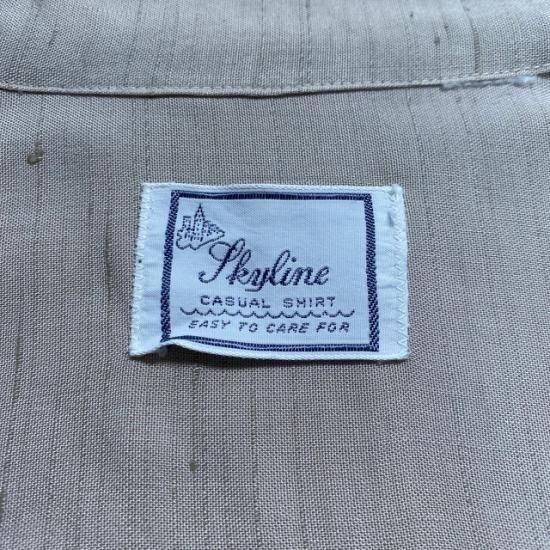 Skyline
CASUAL SHIRT
EASY TO CARE FOR